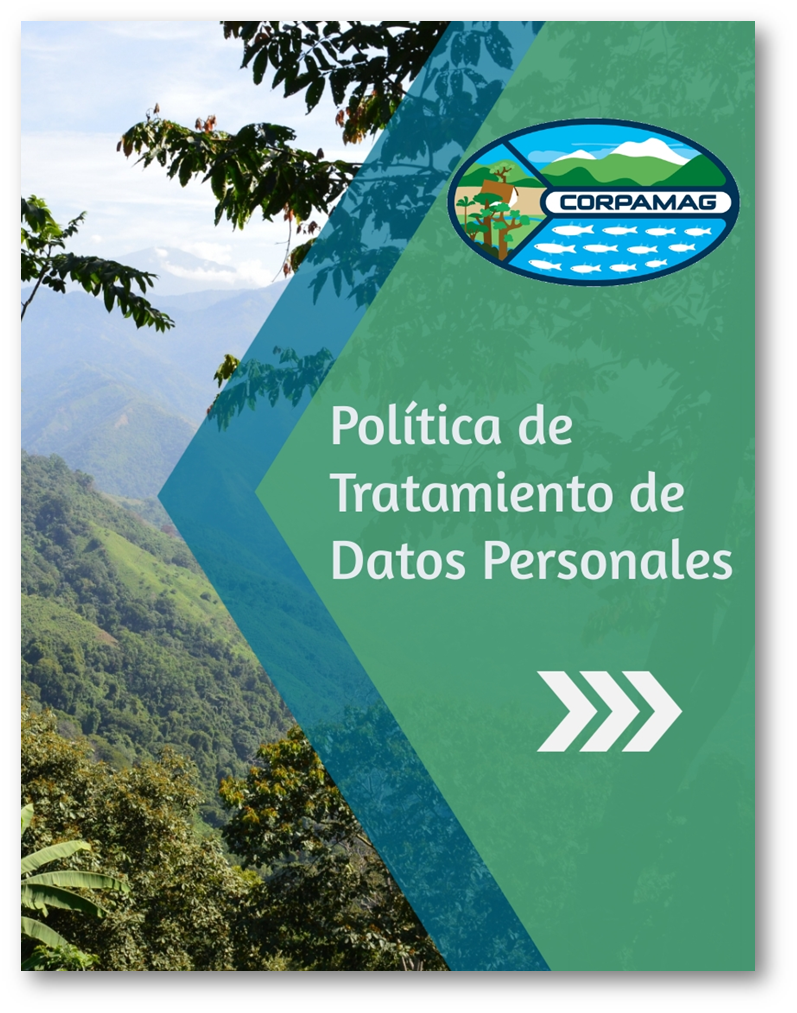 CORPAMAG
Política de
Tratamiento de
Datos Personales